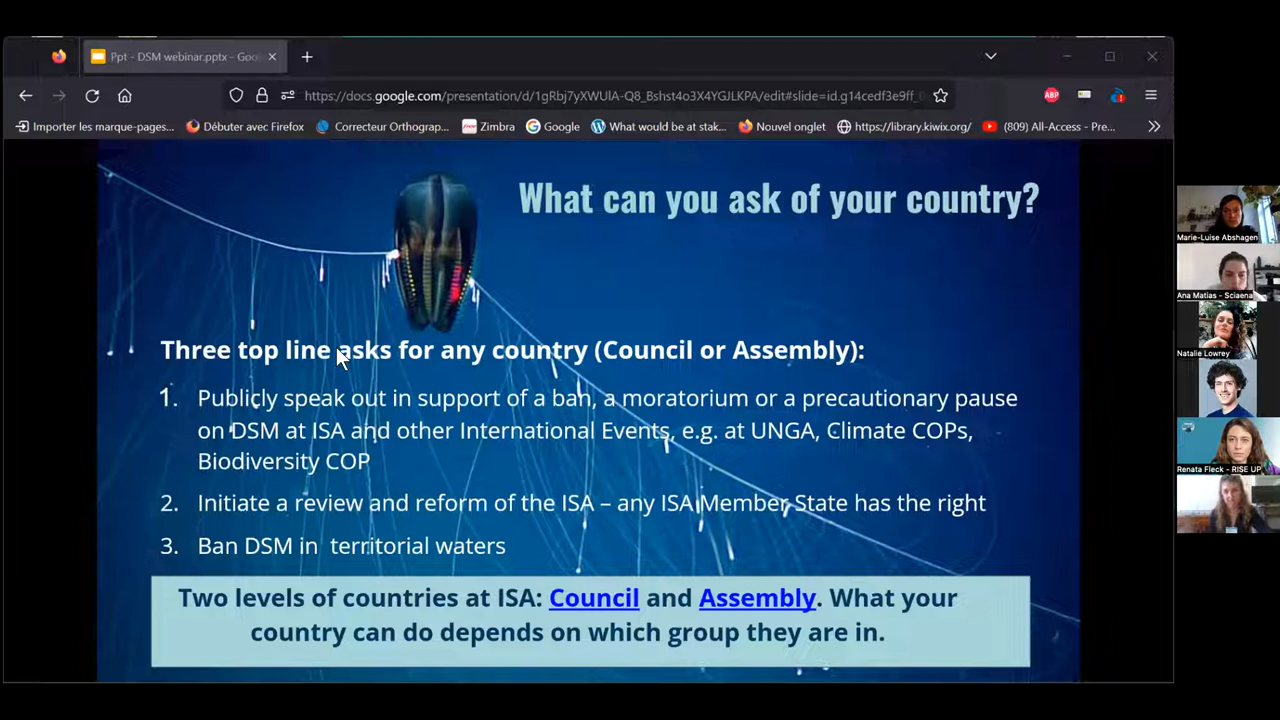 Ppt - DSM webinar.pptx - Goo
https://docs.google.com/presentation/d/1gRbj7yXWUlA-Q8_Bshst4o3X4YGJLKPA/edit#slide=id.g14cedf3e9ff_
ABP
Importer les marque-pages...
Débuter avec Firefox
Correcteur Orthograp...
Zimbra
Google
What would be at stak...
Nouvel onglet
https://library.kiwix.org/
(809) All-Access - Pre...
What can you ask of your country?
Three top line asks for any country (Council or Assembly):
1. Publicly speak out in support of a ban, a moratorium or a precautionary pause
on DSM at ISA and other International Events, e.g. at UNGA, Climate COPs,
Biodiversity COP
2. Initiate a review and reform of the ISA – any ISA Member State has the right
3. Ban DSM in territorial waters
Two levels of countries at ISA: Council and Assembly. What your
country can do depends on which group they are in.
Marie-Luise Abshagen
Ana Matias - Sciaena
Natalie Lowrey
Renata Fleck - RISE UP